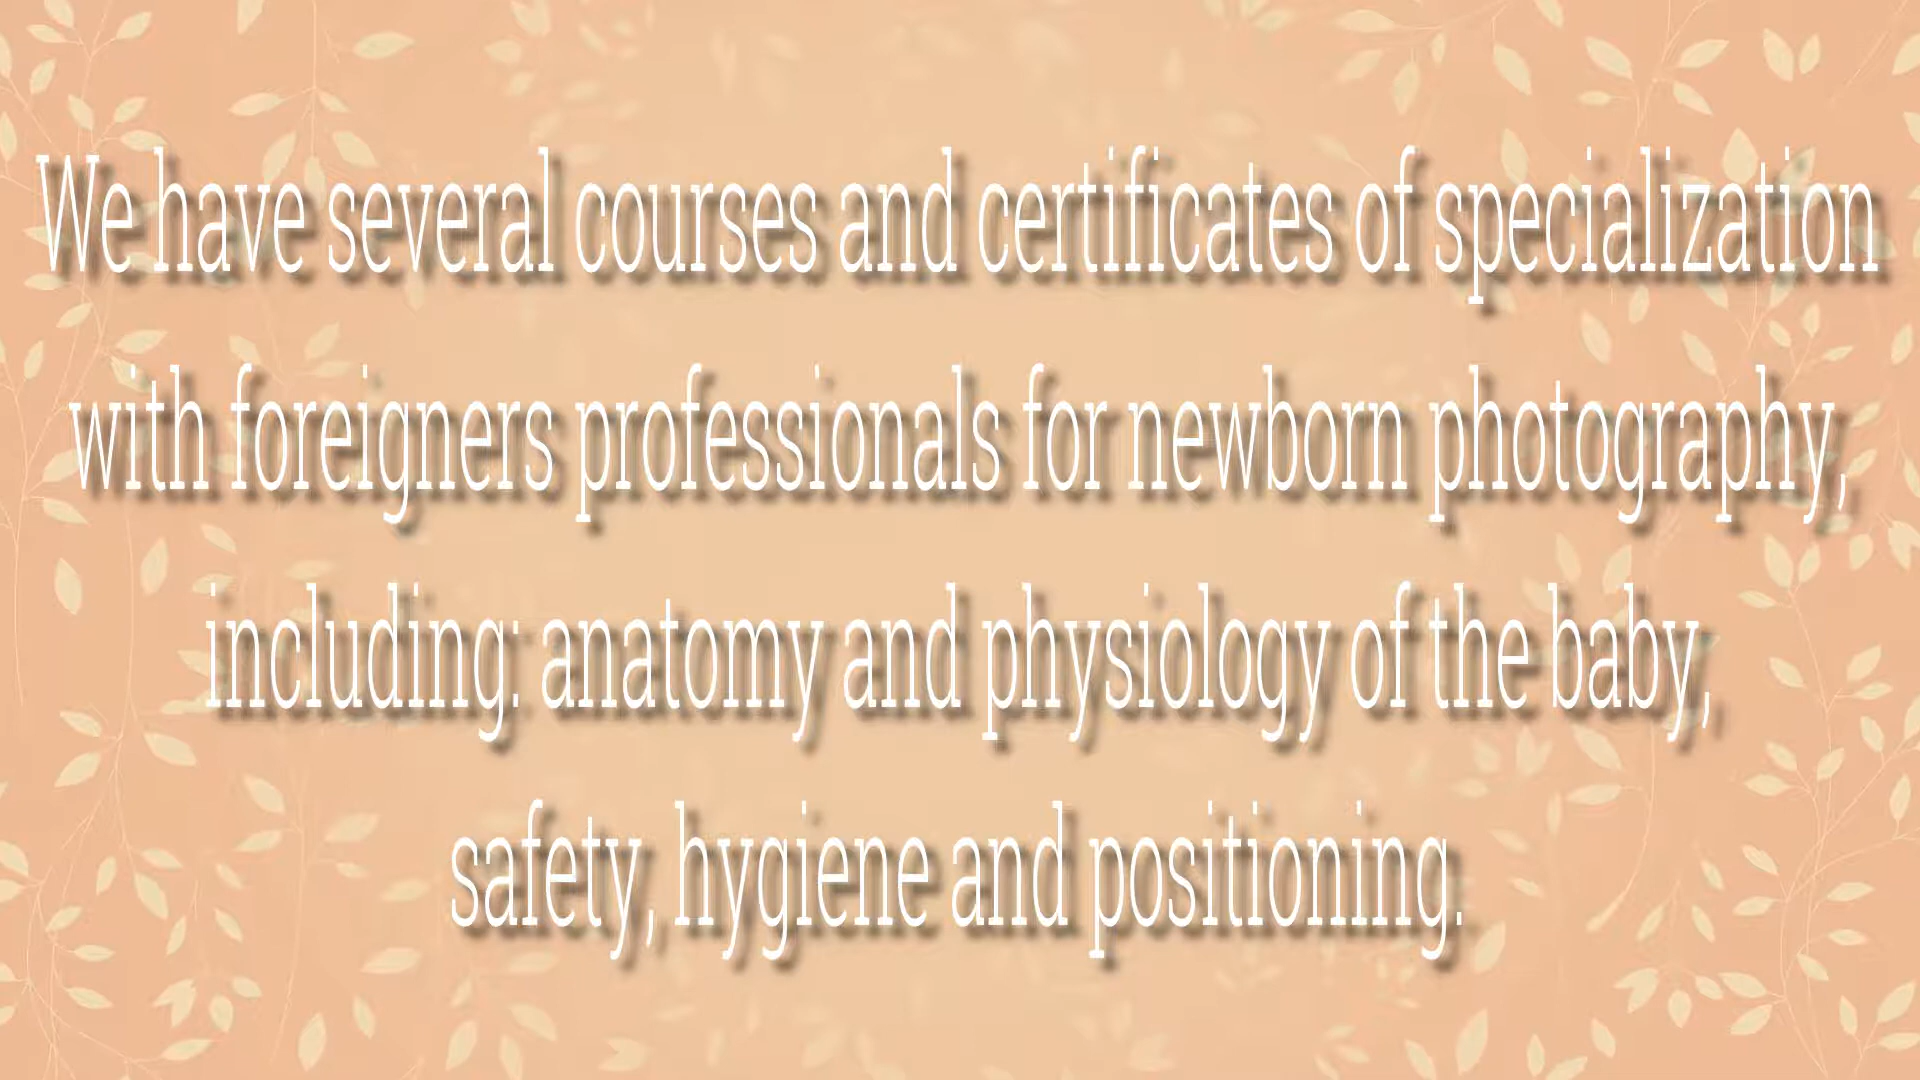 We have several courses and certificates of specialization
with foreigners professionals for newborn photography,
including: anatomy and physiology of the baby,
safety, hygiene and positioning.